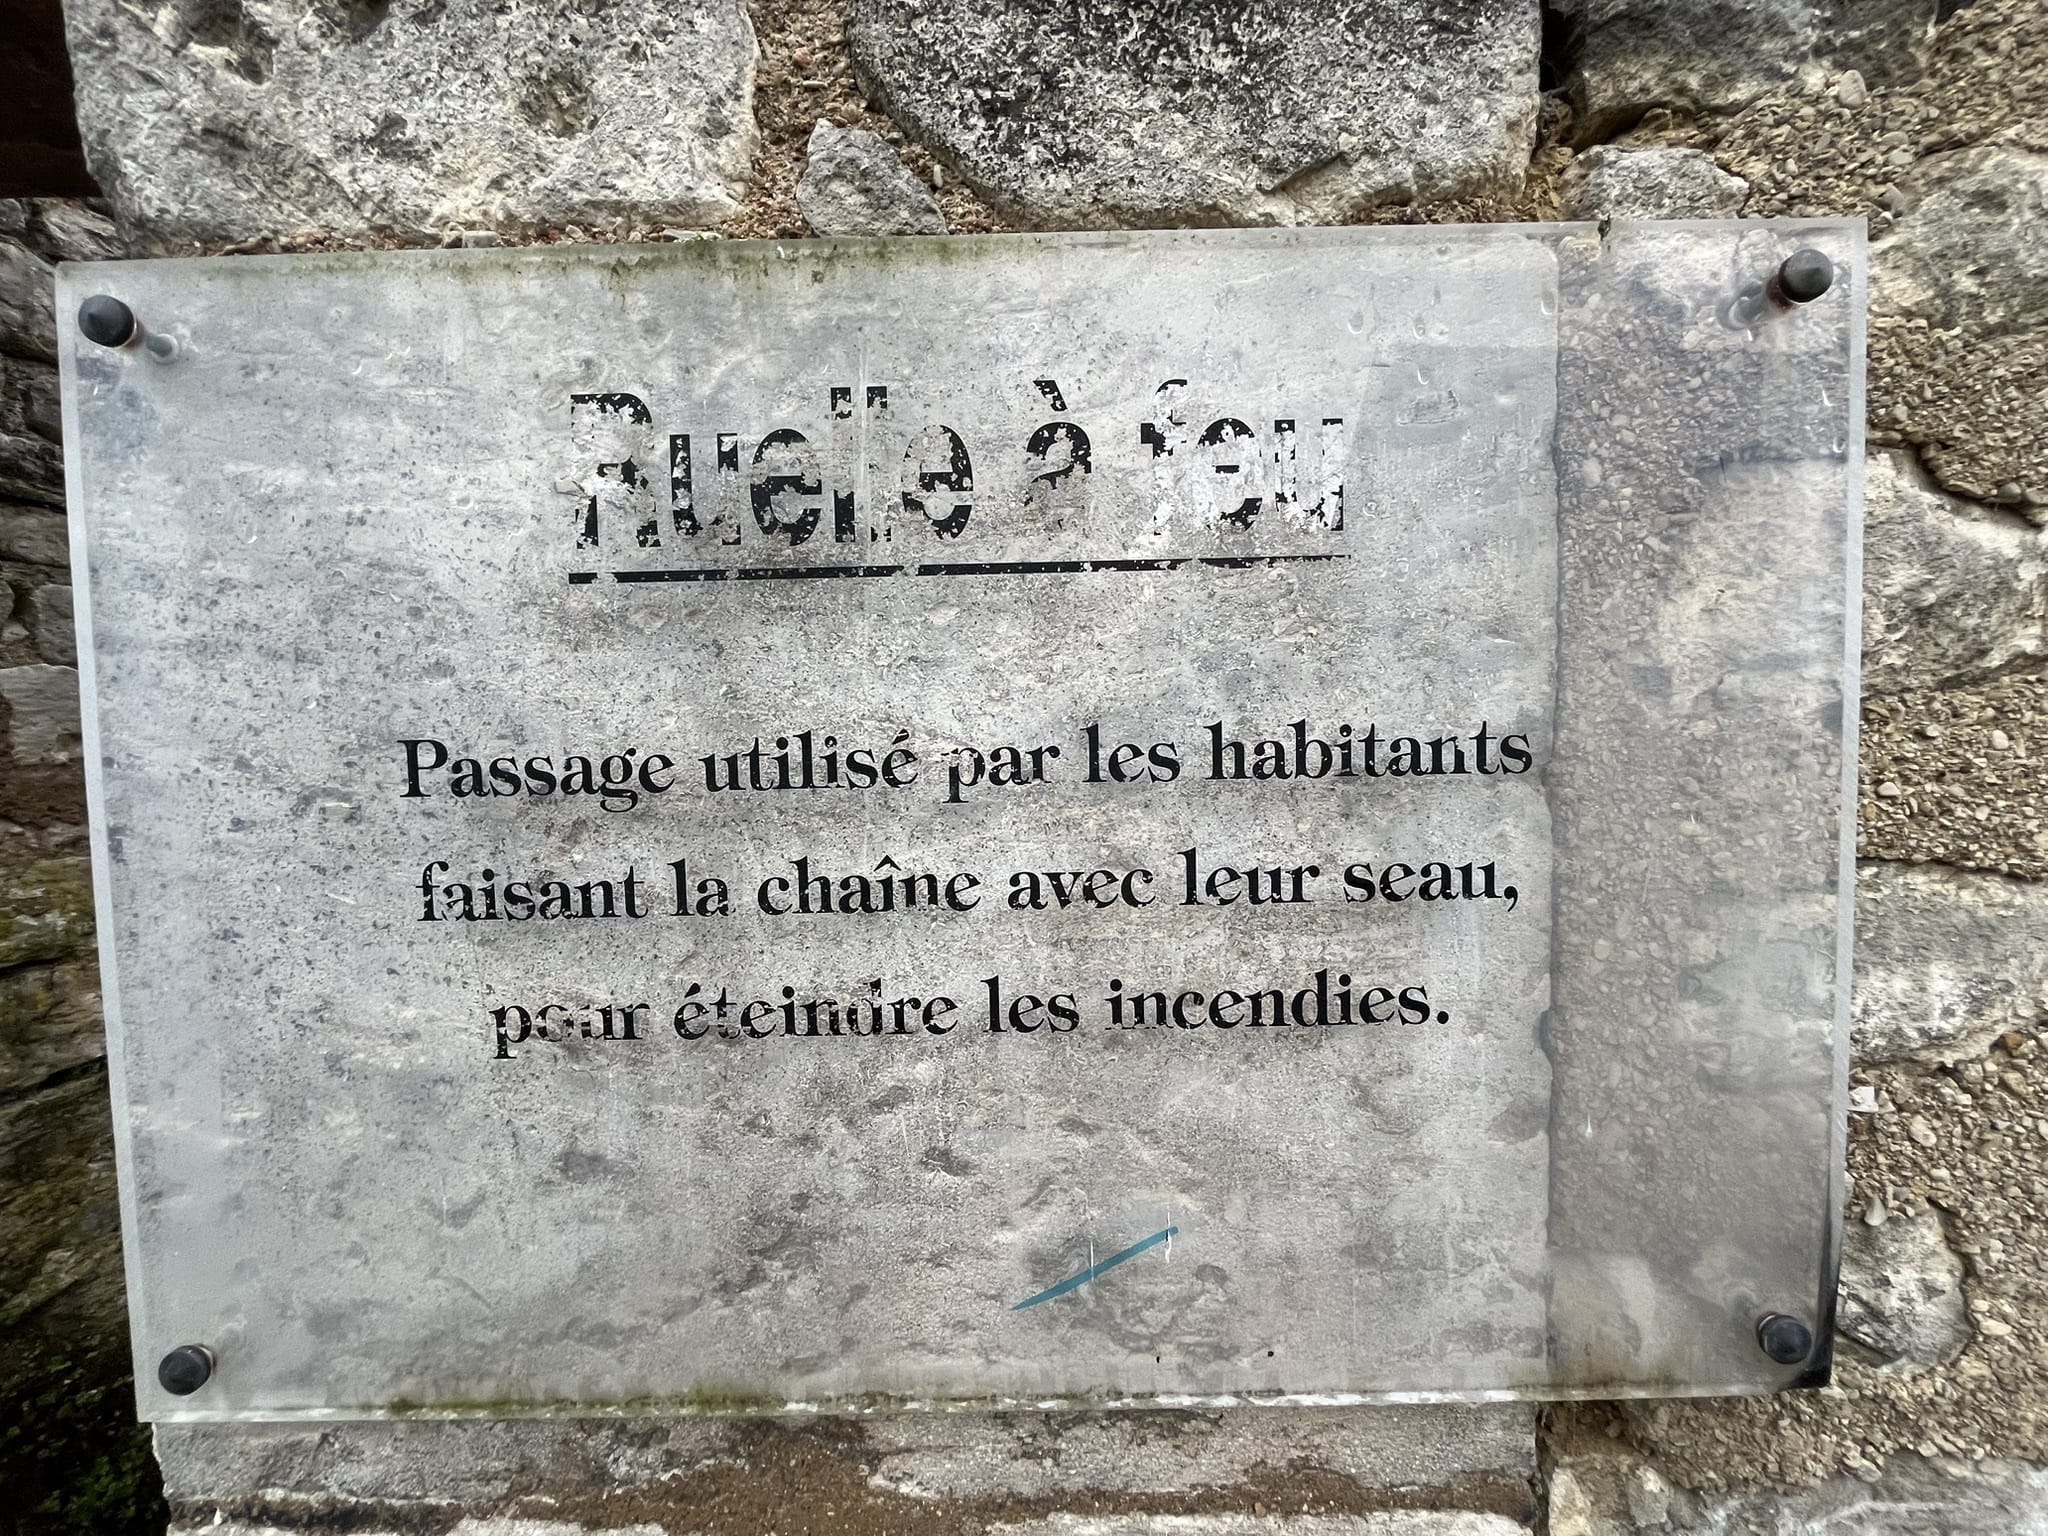 Ruelle à feu
Passage utilisé par les habitants
faisant la chaîne avec leur seau,
pour éteindre les incendies.